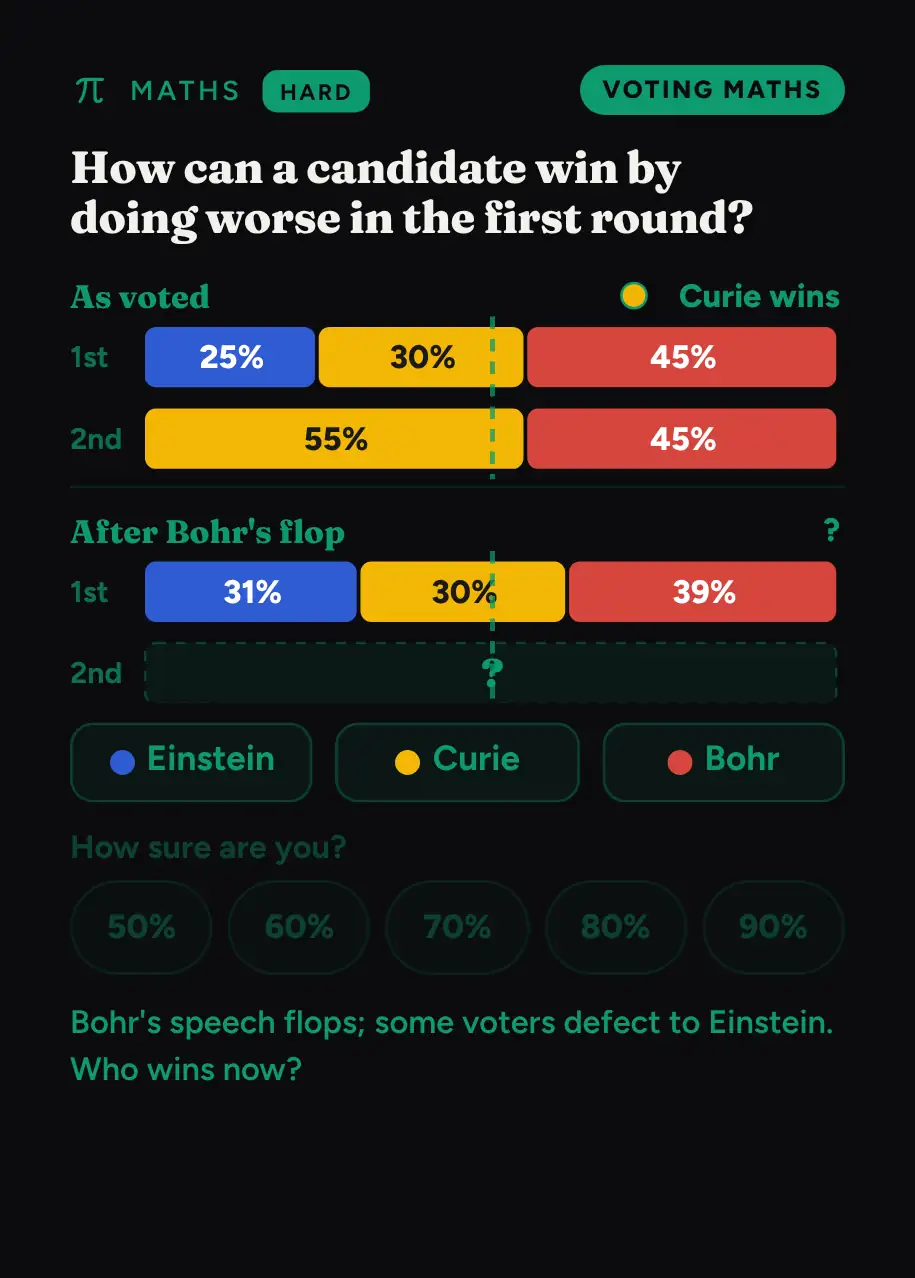 π MATHS HARD VOTING MATHS
How can a candidate win by
doing worse in the first round?
As voted Curie wins
1st 25% 30% 45%
2nd 55% 45%
After Bohr's flop ?
1st 31% 30% 39%
2nd ?
Einstein Curie Bohr
How sure are you?
50% 60% 70% 80% 90%
Bohr's speech flops; some voters defect to Einstein.
Who wins now?